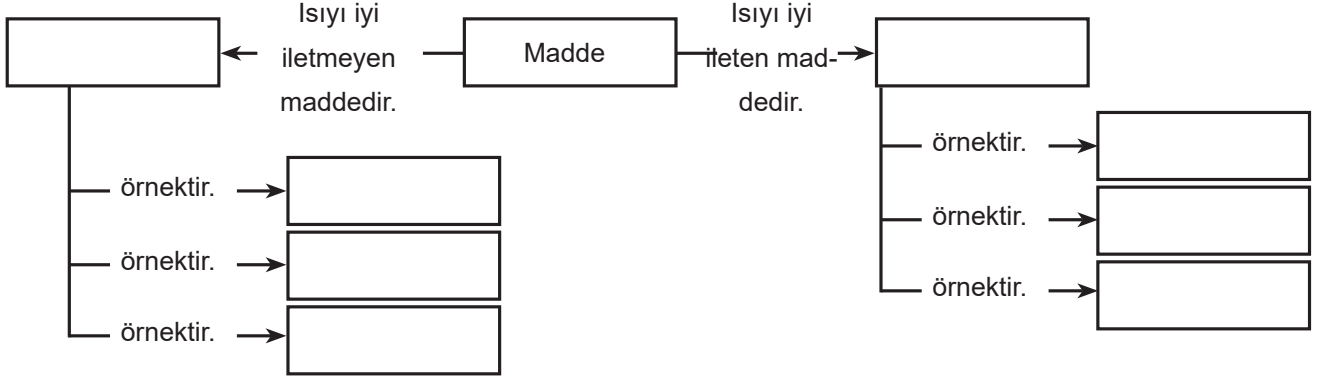 Isıyı iyi
iletmeyen
maddedir.
Madde
Isıyı iyi
ileten mad-
dedir.
örnektir.
örnektir.
örnektir.
örnektir.
örnektir.
örnektir.